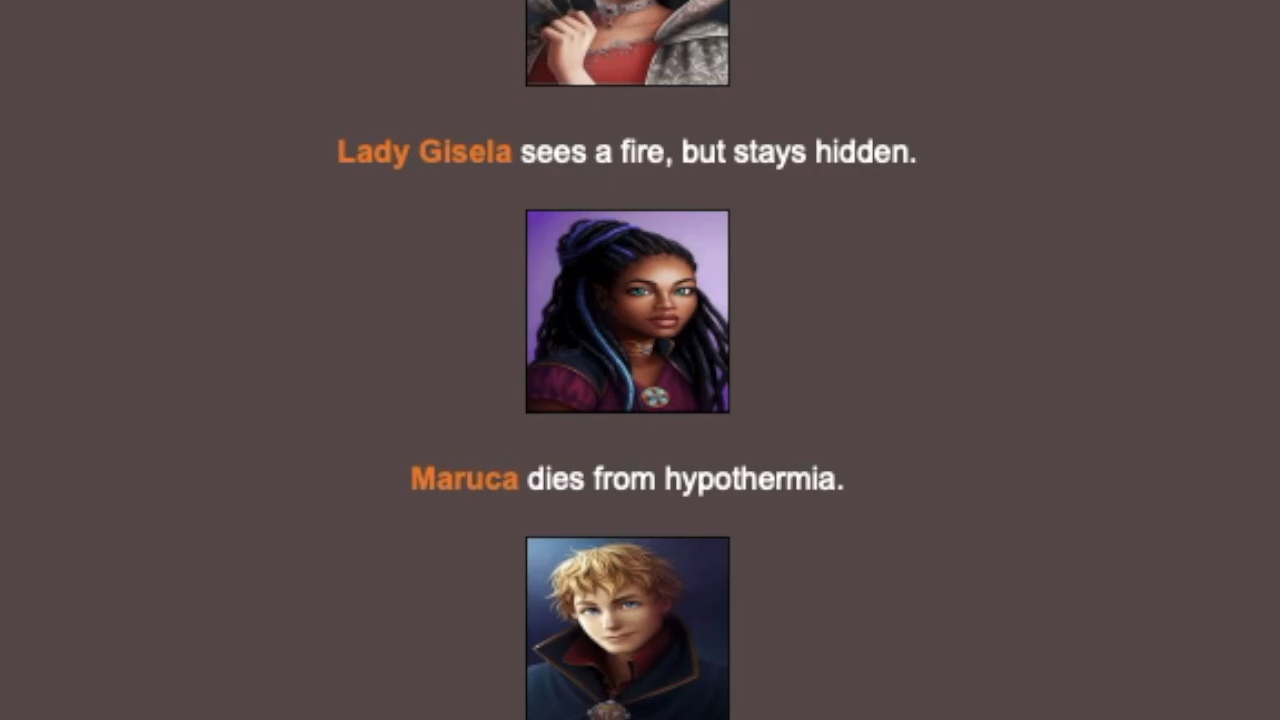 Lady Gisela sees a fire, but stays hidden.
Maruca dies from hypothermia.